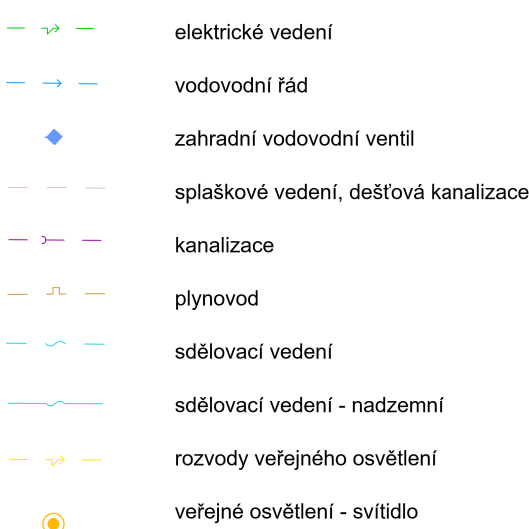 elektrické vedení
vodovodní řád
zahradní vodovodní ventil
splaškové vedení, dešťová kanalizace
kanalizace
plynovod
sdělovací vedení
sdělovací vedení - nadzemní
rozvody veřejného osvětlení
veřejné osvětlení - svítidlo